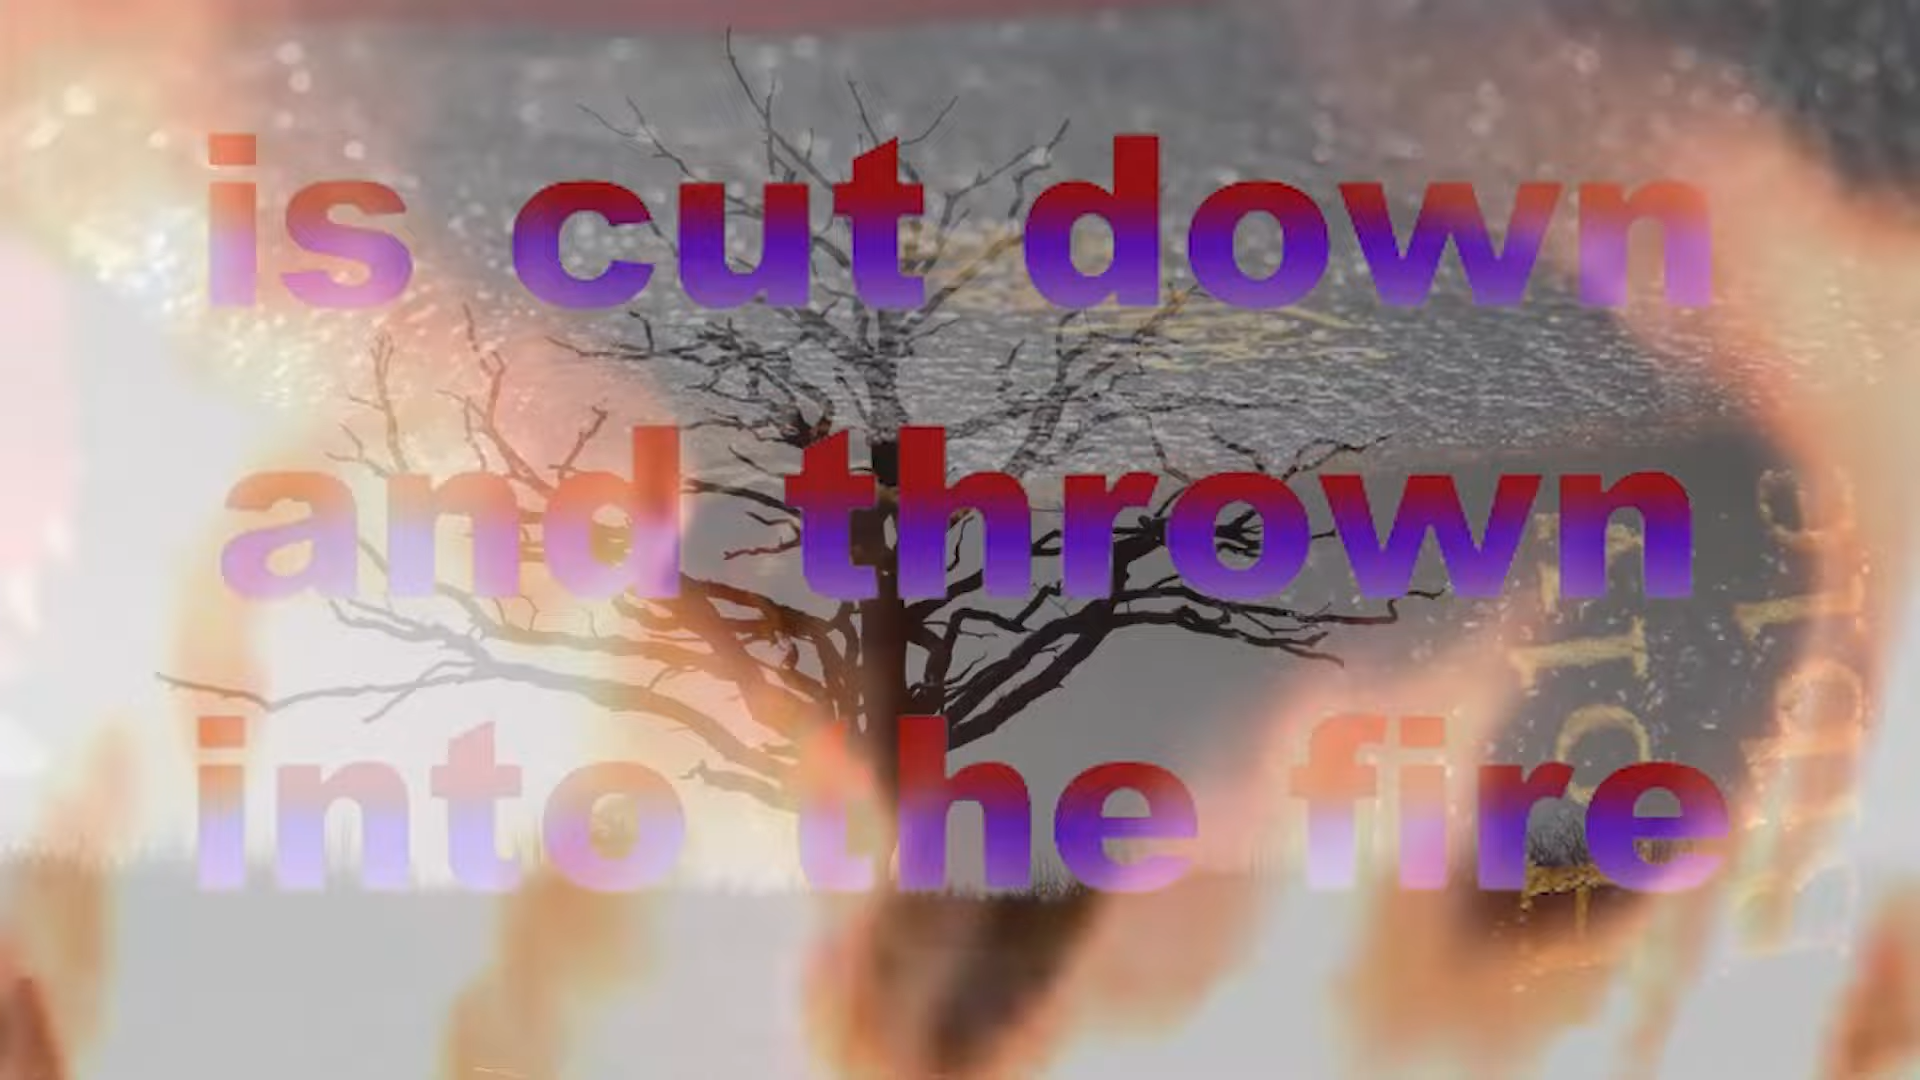 is cut down
and thrown
into the fire